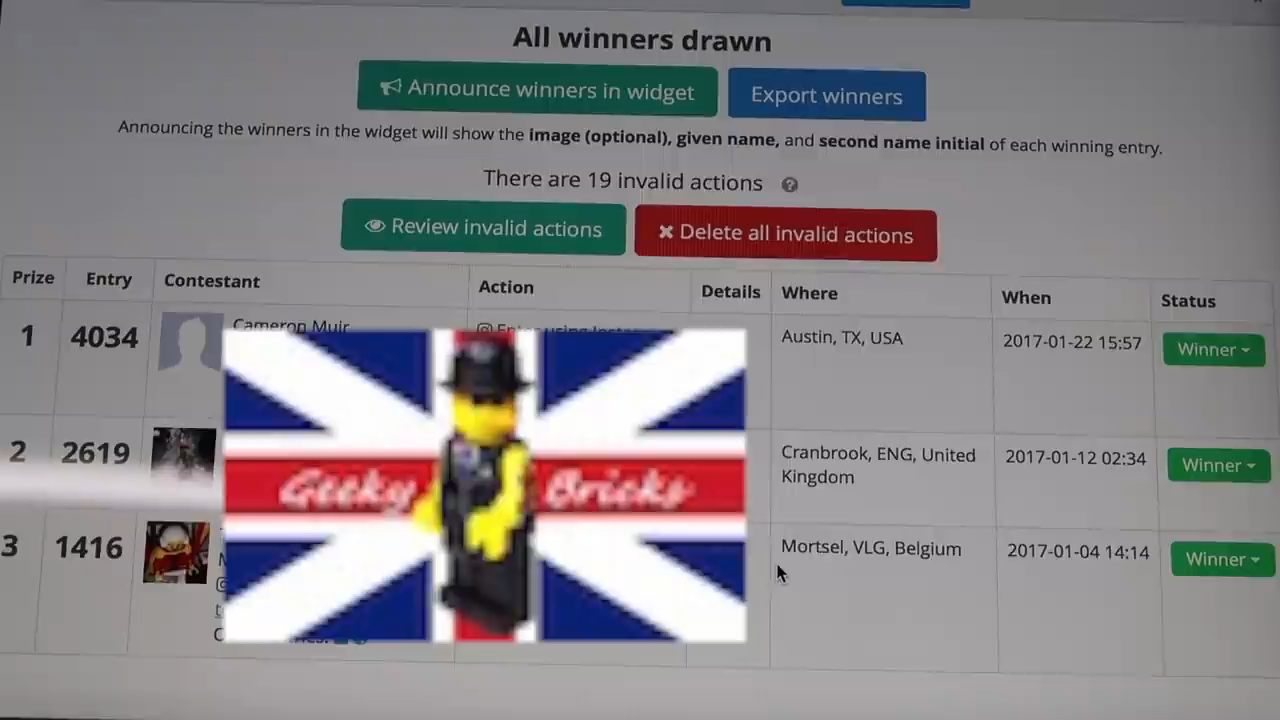 All winners drawn
Announce winners in widget
Export winners
Announcing the winners in the widget will show the image (optional), given name, and second name initial of each winning entry.
There are 19 invalid actions
Review invalid actions
Delete all invalid actions
Prize Entry Contestant Action Details Where When Status
1 4034 Cameron Muir Austin, TX, USA 2017-01-22 15:57 Winner
2 2619 Cranbrook, ENG, United Kingdom 2017-01-12 02:34 Winner
3 1416 Mortsel, VLG, Belgium 2017-01-04 14:14 Winner
Geeky Bricks